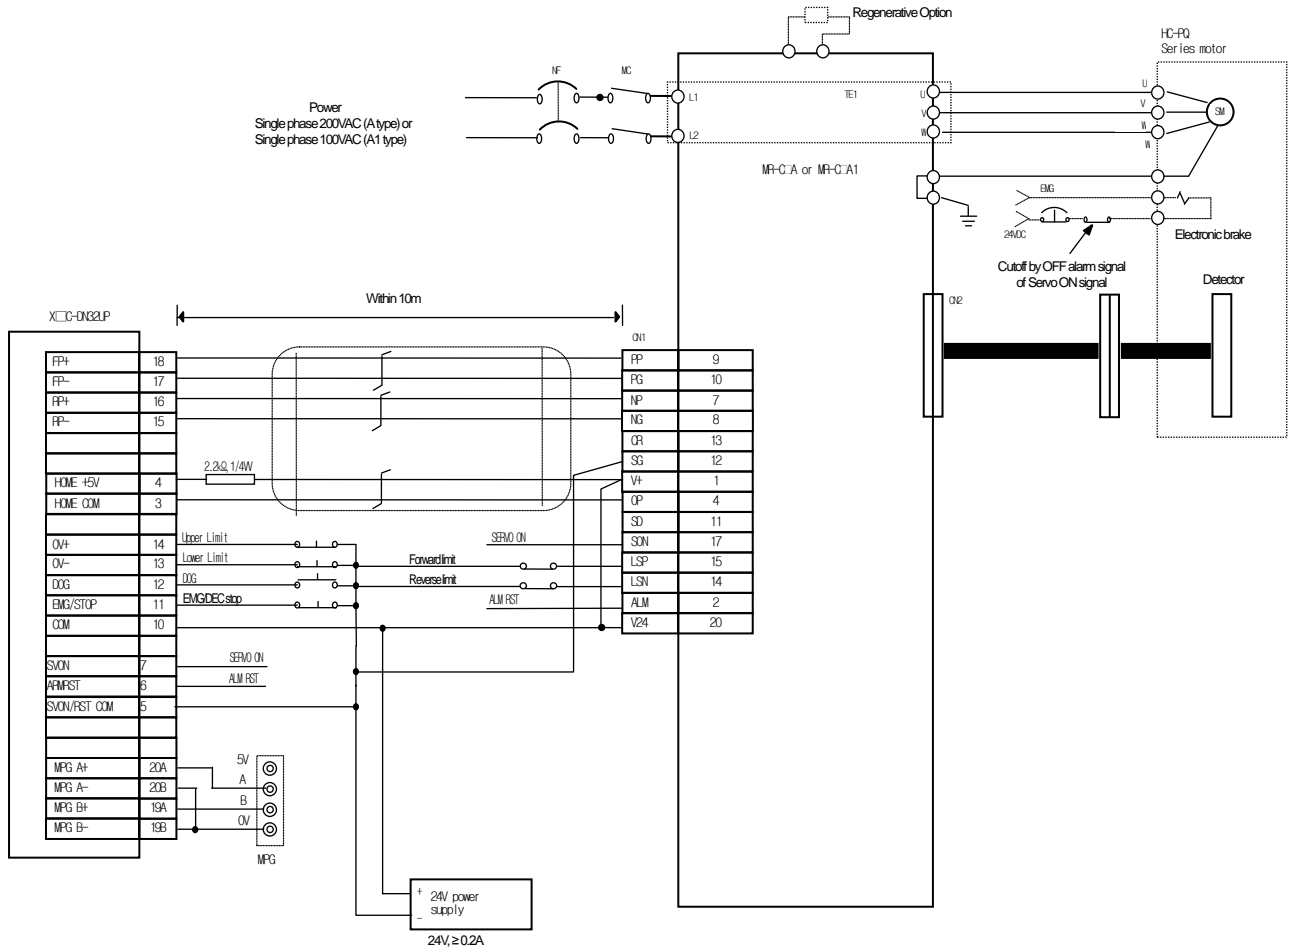 Regenerative Option
HC-PQ
Series motor
NF
MC
L1
TE1
U
U
Power
Single phase 200VAC (A type) or
Single phase 100VAC (A1 type)
V
V
SM
L2
W
W
W
MR-C□A or MR-C□A1
EMG
24VDC
Electronic brake
Cutoff by OFF alarm signal
of Servo ON signal
Detector
CN2
Within 10m
X□C-DN32UP
CN1
FP+ 18
PP 9
FP- 17
PG 10
RP+ 16
NP 7
RP- 15
NG 8
CR 13
SG 12
2.2kΩ, 1/4W
HOME +5V 4
V+ 1
HOME COM 3
OP 4
SD 11
OV+ 14 Upper Limit
SERVO ON SON 17
OV- 13 Lower Limit
Forward limit LSP 15
DOG 12 DOG
Reverse limit LSN 14
EMG/STOP 11 EMG/DEC stop
ALM RST ALM 2
COM 10
V24 20
SVON 7 SERVO ON
ARMRST 6 ALM RST
SVON/RST COM 5
MPG A+ 20A 5V
MPG A- 20B A
MPG B+ 19A B
MPG B- 19B 0V
MPG
+
24V power
supply
-
24V, ≥ 0.2A